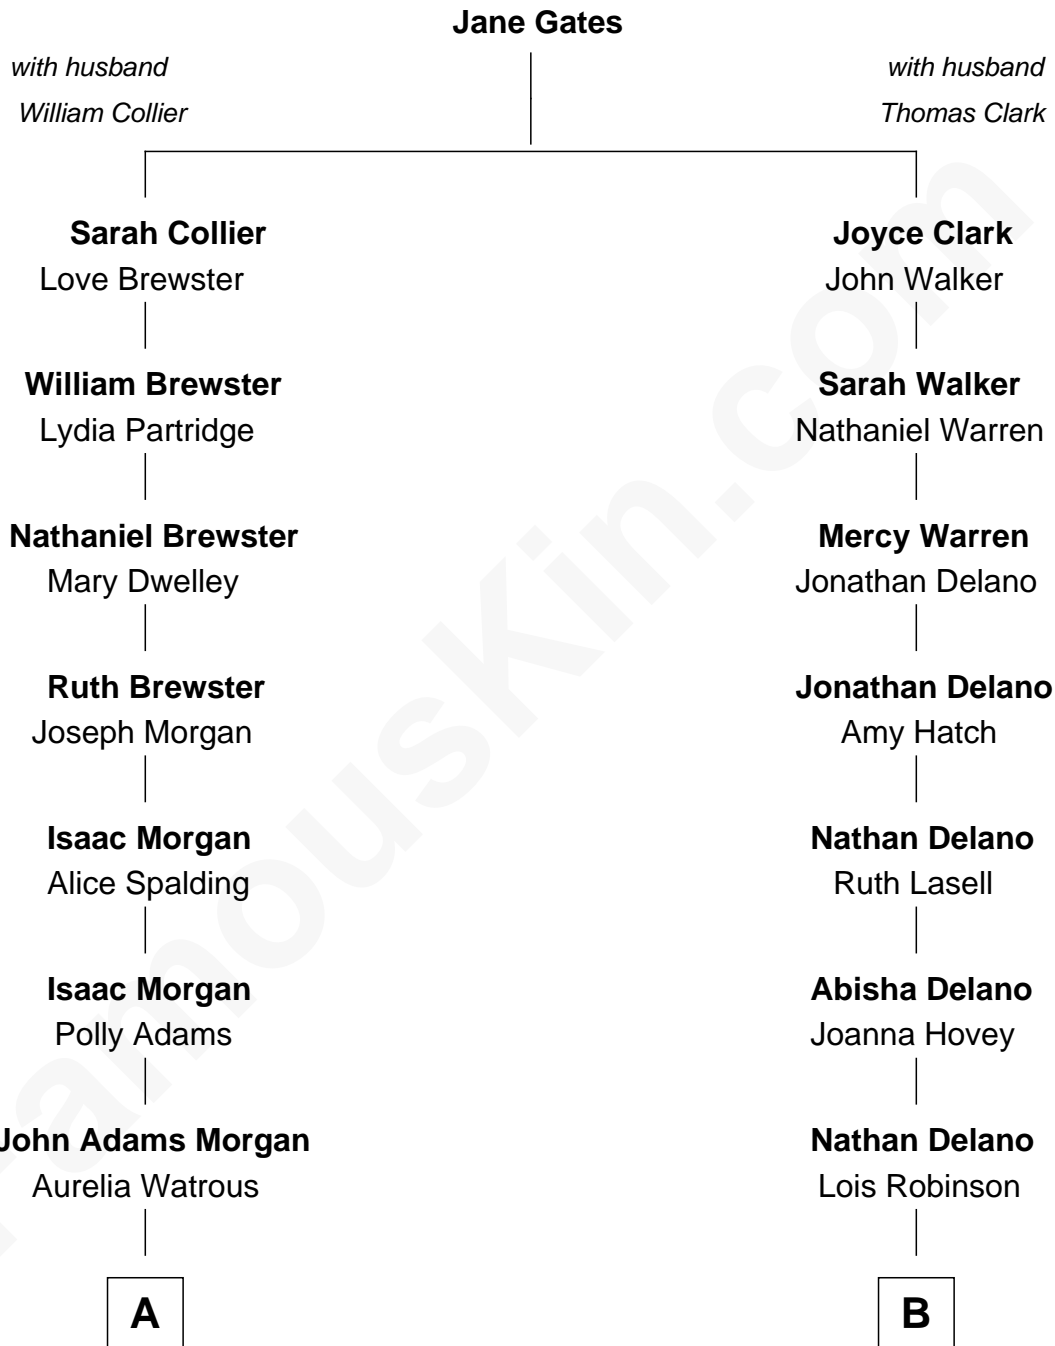 Jane Gates
with husband
William Collier
with husband
Thomas Clark
Sarah Collier
Love Brewster
Joyce Clark
John Walker
William Brewster
Lydia Partridge
Sarah Walker
Nathaniel Warren
Nathaniel Brewster
Mary Dwelley
Mercy Warren
Jonathan Delano
Ruth Brewster
Joseph Morgan
Jonathan Delano
Amy Hatch
Isaac Morgan
Alice Spalding
Nathan Delano
Ruth Lasell
Isaac Morgan
Polly Adams
Abisha Delano
Joanna Hovey
John Adams Morgan
Aurelia Watrous
Nathan Delano
Lois Robinson
A
B
FamousKin.com